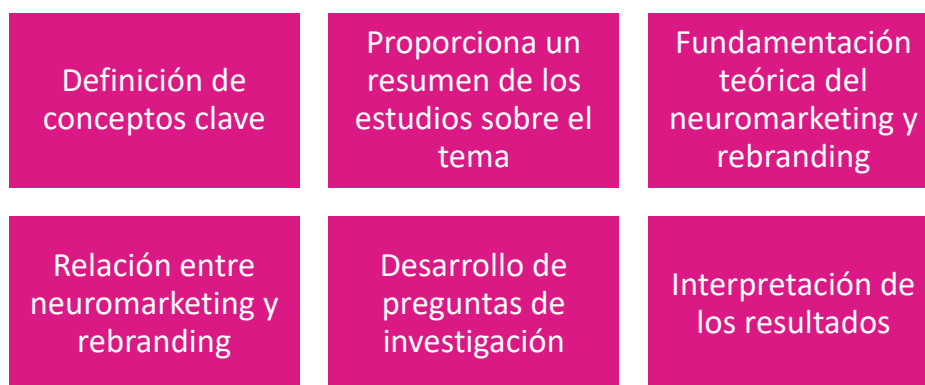 Definición de
conceptos clave
Proporciona un
resumen de los
estudios sobre el
tema
Fundamentación
teórica del
neuromarketing y
rebranding
Relación entre
neuromarketing y
rebranding
Desarrollo de
preguntas de
investigación
Interpretación de
los resultados